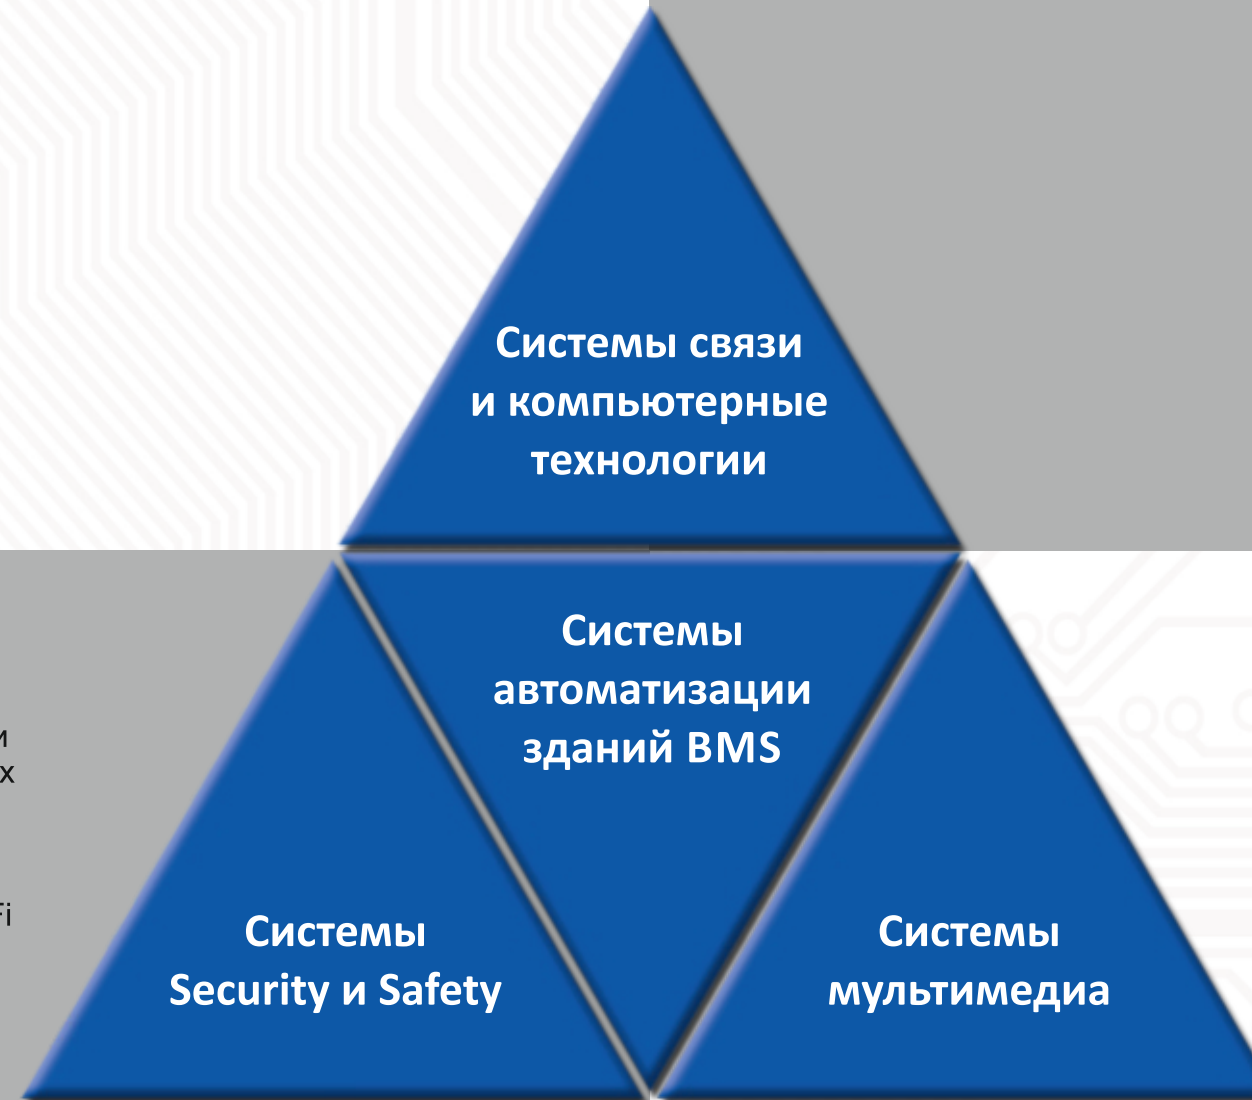 Системы связи
и компьютерные
технологии
Системы
автоматизации
зданий BMS
Системы
Security и Safety
Системы
мультимедиа